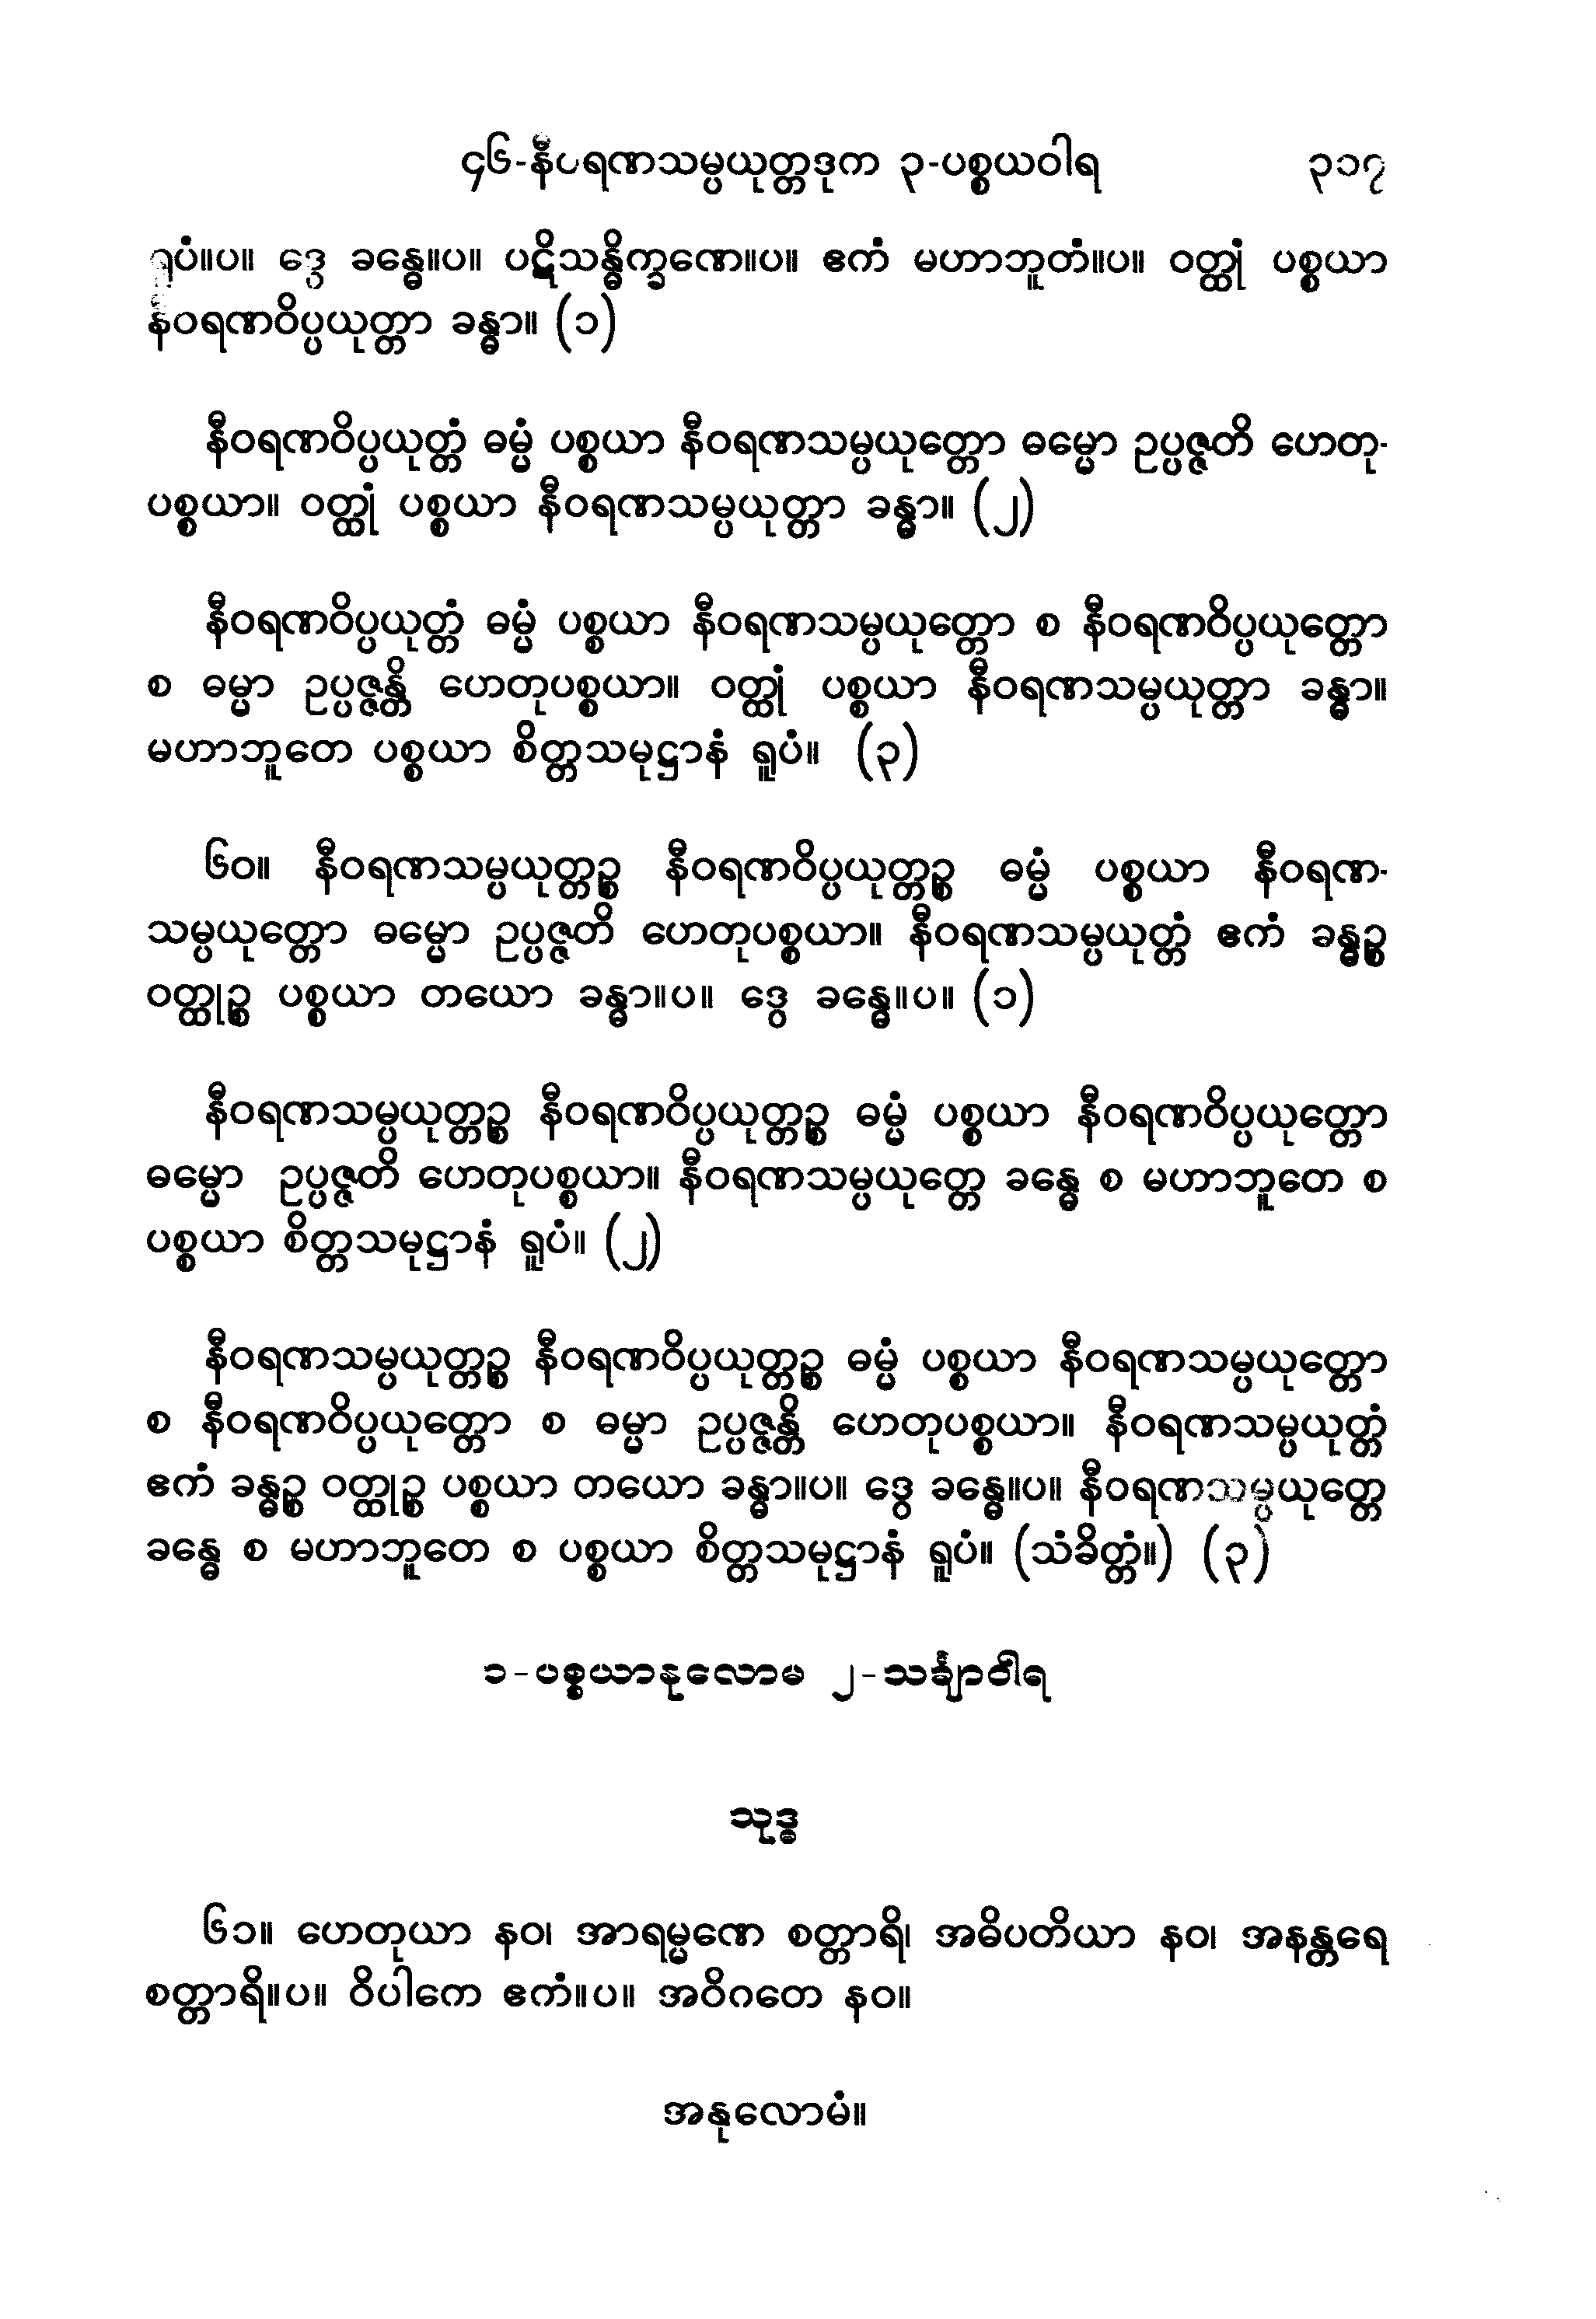 ၄၆-နီဝရဏသမ္ပယုတ္တဒုက ၃-ပစ္စယဝါရ ၃၁၇
ရူပံ။ပ။ ဒွေ ခန္ဓေ။ပ။ ပဋိသန္ဓိက္ခဏေ။ပ။ ဧကံ မဟာဘူတံ။ပ။ ဝတ္ထုံ ပစ္စယာ
နီဝရဏဝိပ္ပယုတ္တာ ခန္ဓာ။ (၁)
နီဝရဏဝိပ္ပယုတ္တံ ဓမ္မံ ပစ္စယာ နီဝရဏသမ္ပယုတ္တော ဓမ္မော ဥပ္ပဇ္ဇတိ ဟေတု-
ပစ္စယာ။ ဝတ္ထုံ ပစ္စယာ နီဝရဏသမ္ပယုတ္တာ ခန္ဓာ။ (၂)
နီဝရဏဝိပ္ပယုတ္တံ ဓမ္မံ ပစ္စယာ နီဝရဏသမ္ပယုတ္တော စ နီဝရဏဝိပ္ပယုတ္တော
စ ဓမ္မာ ဥပ္ပဇ္ဇန္တိ ဟေတုပစ္စယာ။ ဝတ္ထုံ ပစ္စယာ နီဝရဏသမ္ပယုတ္တာ ခန္ဓာ။
မဟာဘူတေ ပစ္စယာ စိတ္တသမုဋ္ဌာနံ ရူပံ။ (၃)
၆၀။ နီဝရဏသမ္ပယုတ္တဉ္စ နီဝရဏဝိပ္ပယုတ္တဉ္စ ဓမ္မံ ပစ္စယာ နီဝရဏ-
သမ္ပယုတ္တော ဓမ္မော ဥပ္ပဇ္ဇတိ ဟေတုပစ္စယာ။ နီဝရဏသမ္ပယုတ္တံ ဧကံ ခန္ဓဉ္စ
ဝတ္ထုဉ္စ ပစ္စယာ တယော ခန္ဓာ။ပ။ ဒွေ ခန္ဓေ။ပ။ (၁)
နီဝရဏသမ္ပယုတ္တဉ္စ နီဝရဏဝိပ္ပယုတ္တဉ္စ ဓမ္မံ ပစ္စယာ နီဝရဏဝိပ္ပယုတ္တော
ဓမ္မော ဥပ္ပဇ္ဇတိ ဟေတုပစ္စယာ။ နီဝရဏသမ္ပယုတ္တေ ခန္ဓေ စ မဟာဘူတေ စ
ပစ္စယာ စိတ္တသမုဋ္ဌာနံ ရူပံ။ (၂)
နီဝရဏသမ္ပယုတ္တဉ္စ နီဝရဏဝိပ္ပယုတ္တဉ္စ ဓမ္မံ ပစ္စယာ နီဝရဏသမ္ပယုတ္တော
စ နီဝရဏဝိပ္ပယုတ္တော စ ဓမ္မာ ဥပ္ပဇ္ဇန္တိ ဟေတုပစ္စယာ။ နီဝရဏသမ္ပယုတ္တံ
ဧကံ ခန္ဓဉ္စ ဝတ္ထုဉ္စ ပစ္စယာ တယော ခန္ဓာ။ပ။ ဒွေ ခန္ဓေ။ပ။ နီဝရဏသမ္ပယုတ္တေ
ခန္ဓေ စ မဟာဘူတေ စ ပစ္စယာ စိတ္တသမုဋ္ဌာနံ ရူပံ။ (သံခိတ္တံ။) (၃)
၁-ပစ္စယာနုလောမ ၂-သင်္ချာဝါရ
သုဒ္ဓ
၆၁။ ဟေတုယာ နဝ၊ အာရမ္မဏေ စတ္တာရိ၊ အဓိပတိယာ နဝ၊ အနန္တရေ
စတ္တာရိ။ပ။ ဝိပါကေ ဧကံ။ပ။ အဝိဂတေ နဝ။
အနုလောမံ။